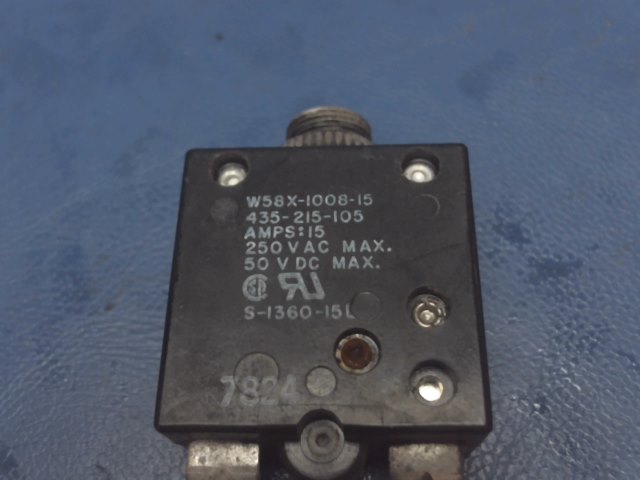 W58X-1008-15
435-215-105
AMPS:15
250 VAC MAX.
50 V DC MAX.
S-1360-15L
7824